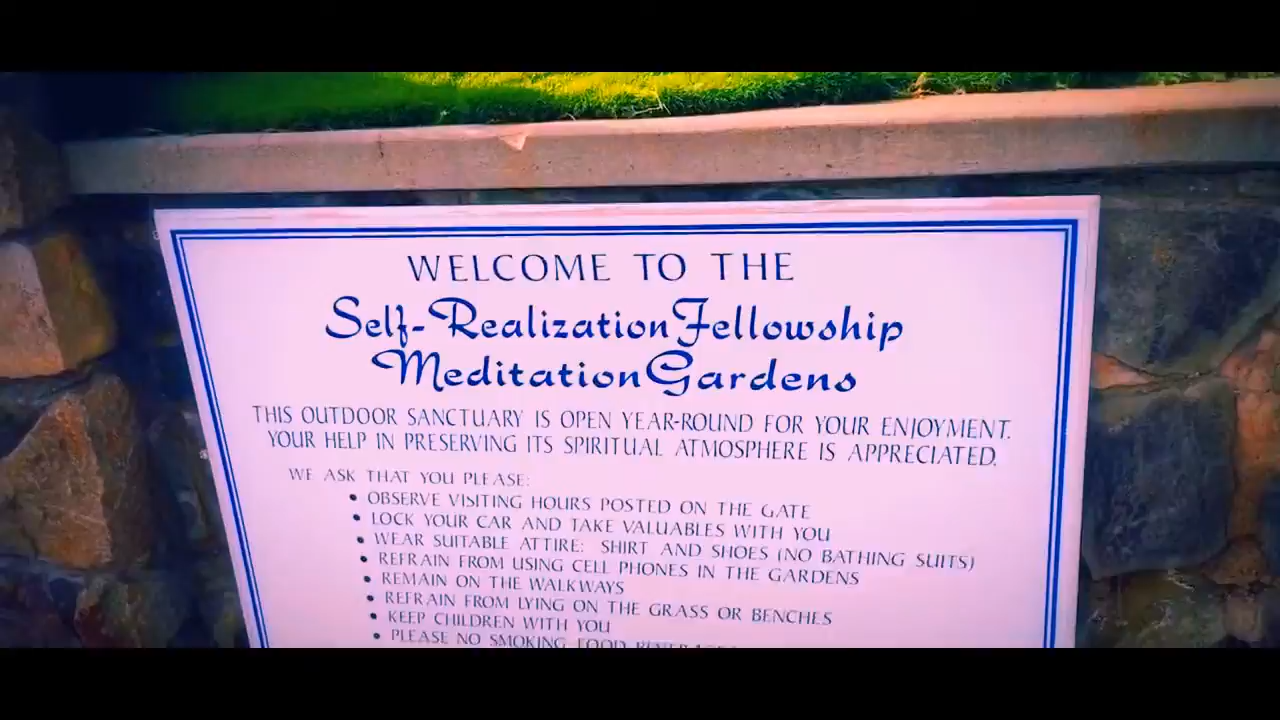 WELCOME TO THE
Self-Realization Fellowship
Meditation Gardens
THIS OUTDOOR SANCTUARY IS OPEN YEAR-ROUND FOR YOUR ENJOYMENT.
YOUR HELP IN PRESERVING ITS SPIRITUAL ATMOSPHERE IS APPRECIATED.
WE ASK THAT YOU PLEASE:
• OBSERVE VISITING HOURS POSTED ON THE GATE
• LOCK YOUR CAR AND TAKE VALUABLES WITH YOU
• WEAR SUITABLE ATTIRE: SHIRT AND SHOES (NO BATHING SUITS)
• REFRAIN FROM USING CELL PHONES IN THE GARDENS
• REMAIN ON THE WALKWAYS
• REFRAIN FROM LYING ON THE GRASS OR BENCHES
• KEEP CHILDREN WITH YOU
• PLEASE NO SMOKING, FOOD,